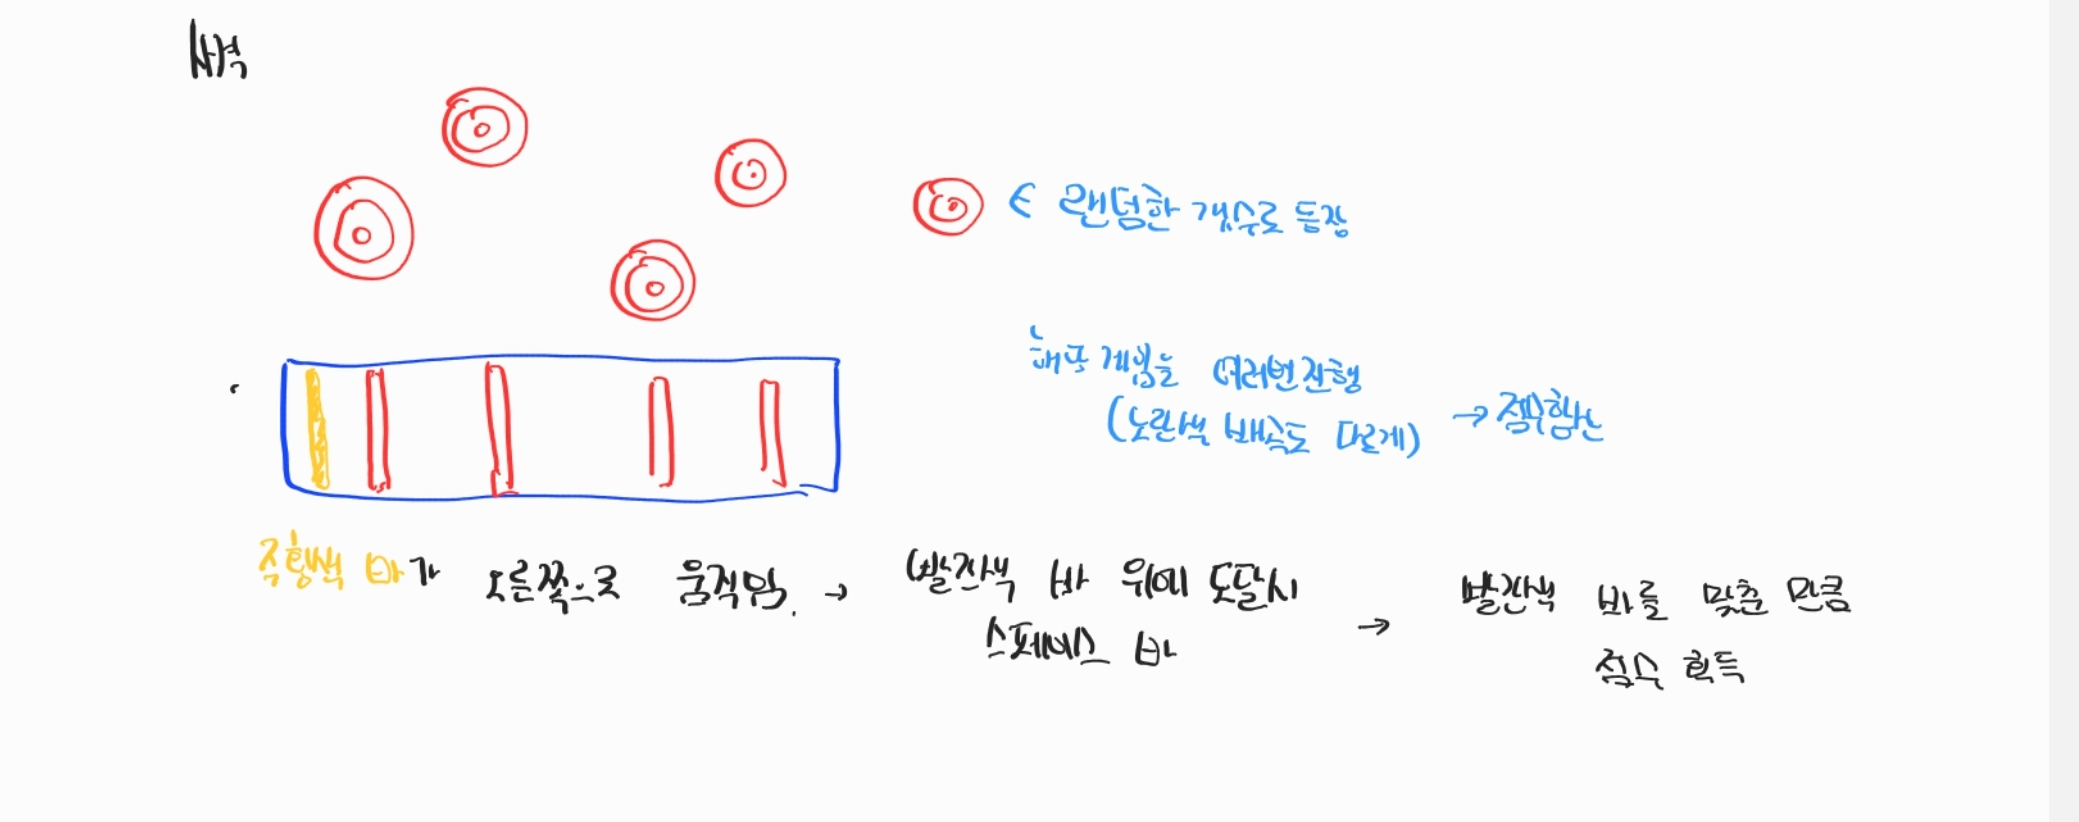 사격
← 랜덤한 갯수로 등장
해당 게임을 여러번 진행
(노란색 배속도 다르게) → 점수합산
주황색 바가 오른쪽으로 움직임. → 빨간색 바 위에 도달시 스페이스 바 → 빨간색 바를 맞춘 만큼 점수 획득